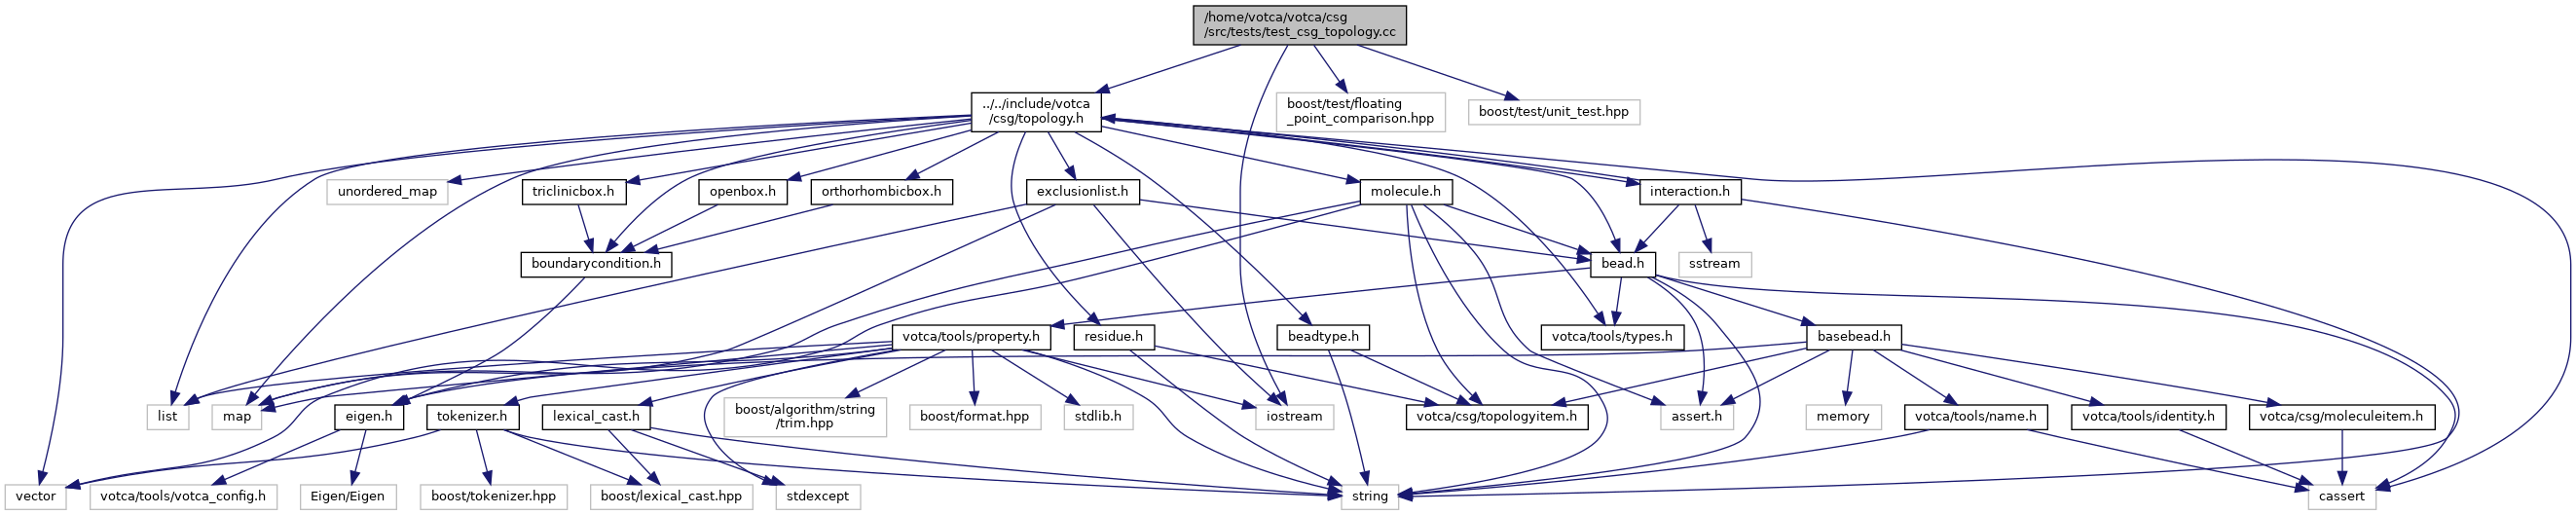 /home/votca/votca/csg
/src/tests/test_csg_topology.cc
../../include/votca
/csg/topology.h
boost/test/floating
_point_comparison.hpp
boost/test/unit_test.hpp
unordered_map
triclinicbox.h
openbox.h
orthorhombicbox.h
exclusionlist.h
molecule.h
interaction.h
boundarycondition.h
bead.h
sstream
votca/tools/property.h
residue.h
beadtype.h
votca/tools/types.h
basebead.h
list
map
eigen.h
tokenizer.h
lexical_cast.h
boost/algorithm/string
/trim.hpp
boost/format.hpp
stdlib.h
iostream
votca/csg/topologyitem.h
assert.h
memory
votca/tools/name.h
votca/tools/identity.h
votca/csg/moleculeitem.h
vector
votca/tools/votca_config.h
Eigen/Eigen
boost/tokenizer.hpp
boost/lexical_cast.hpp
stdexcept
string
cassert